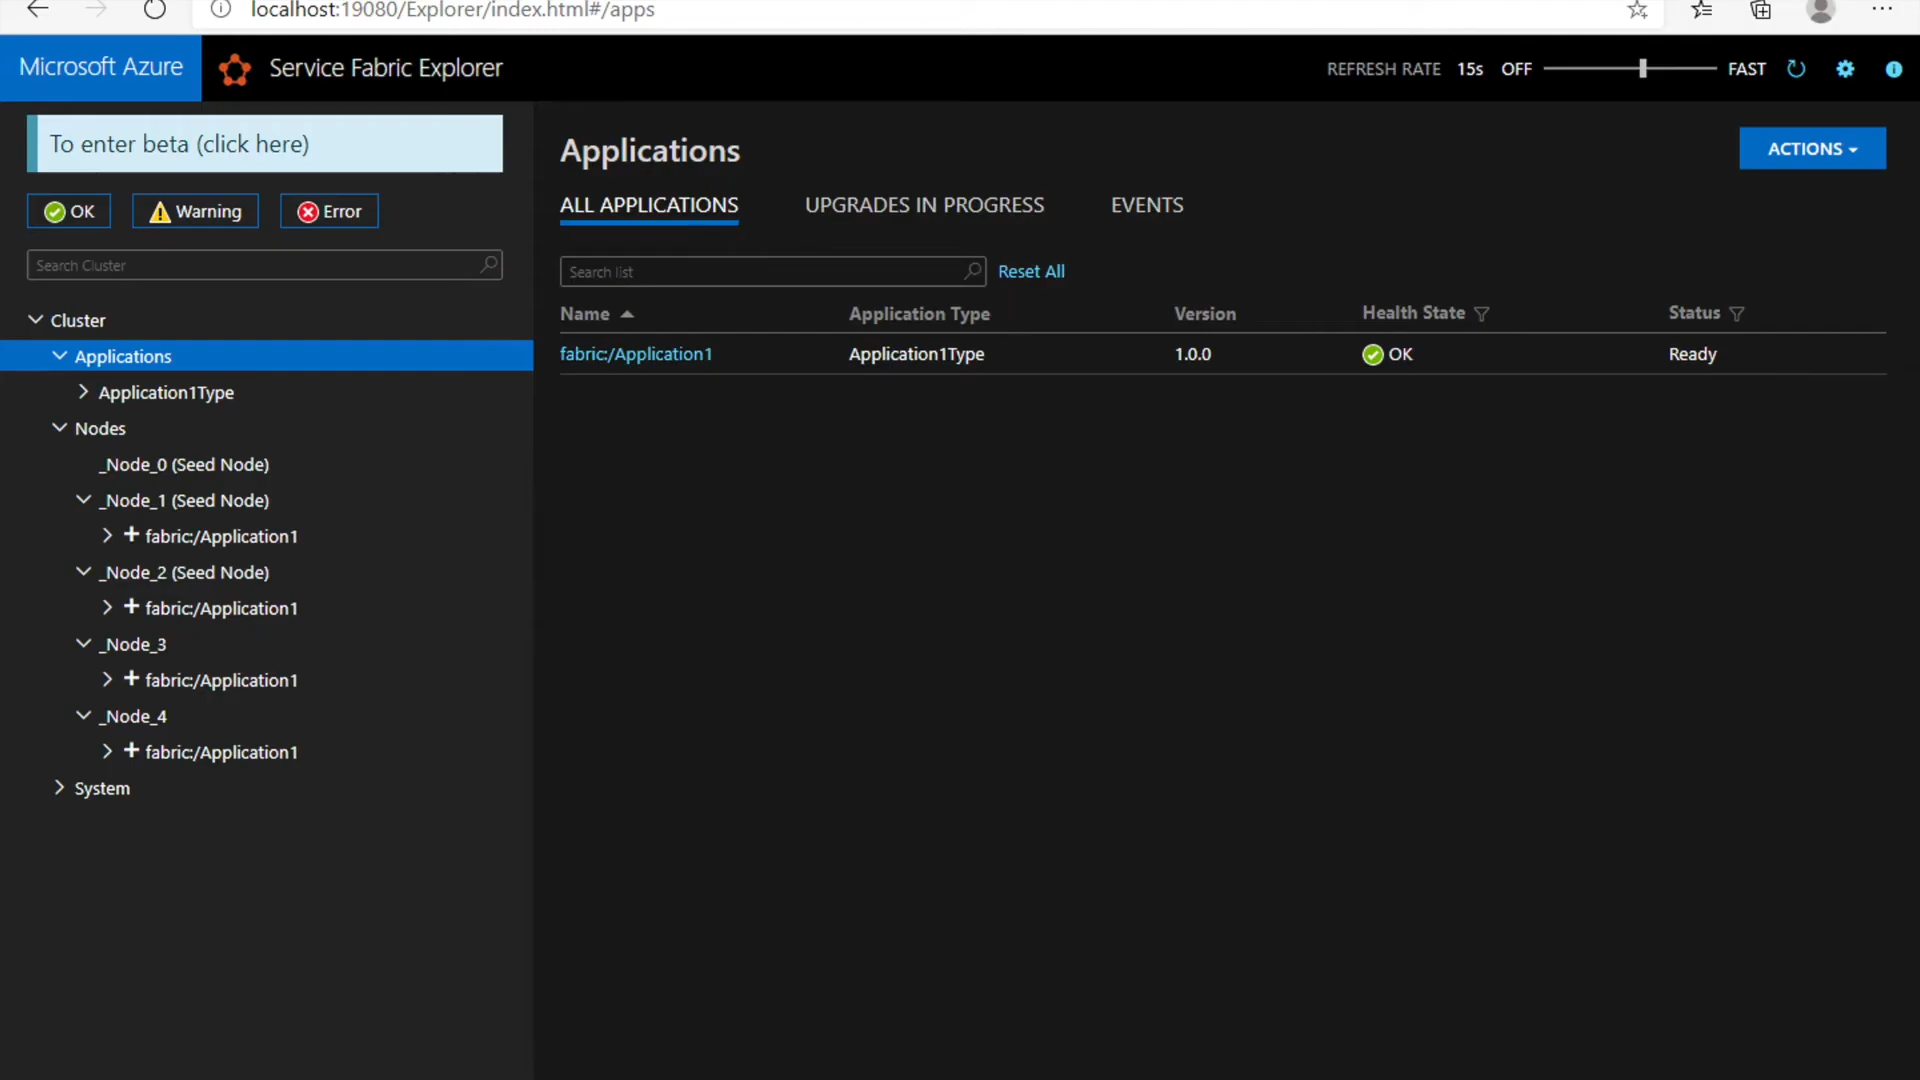 localhost:19080/Explorer/index.html#/apps
Microsoft Azure
Service Fabric Explorer
REFRESH RATE 15s OFF FAST
To enter beta (click here)
OK
Warning
Error
Search Cluster
Cluster
Applications
Application1Type
Nodes
_Node_0 (Seed Node)
_Node_1 (Seed Node)
fabric:/Application1
_Node_2 (Seed Node)
fabric:/Application1
_Node_3
fabric:/Application1
_Node_4
fabric:/Application1
System
Applications
ACTIONS
ALL APPLICATIONS
UPGRADES IN PROGRESS
EVENTS
Search list
Reset All
Name Application Type Version Health State Status
fabric:/Application1 Application1Type 1.0.0 OK Ready